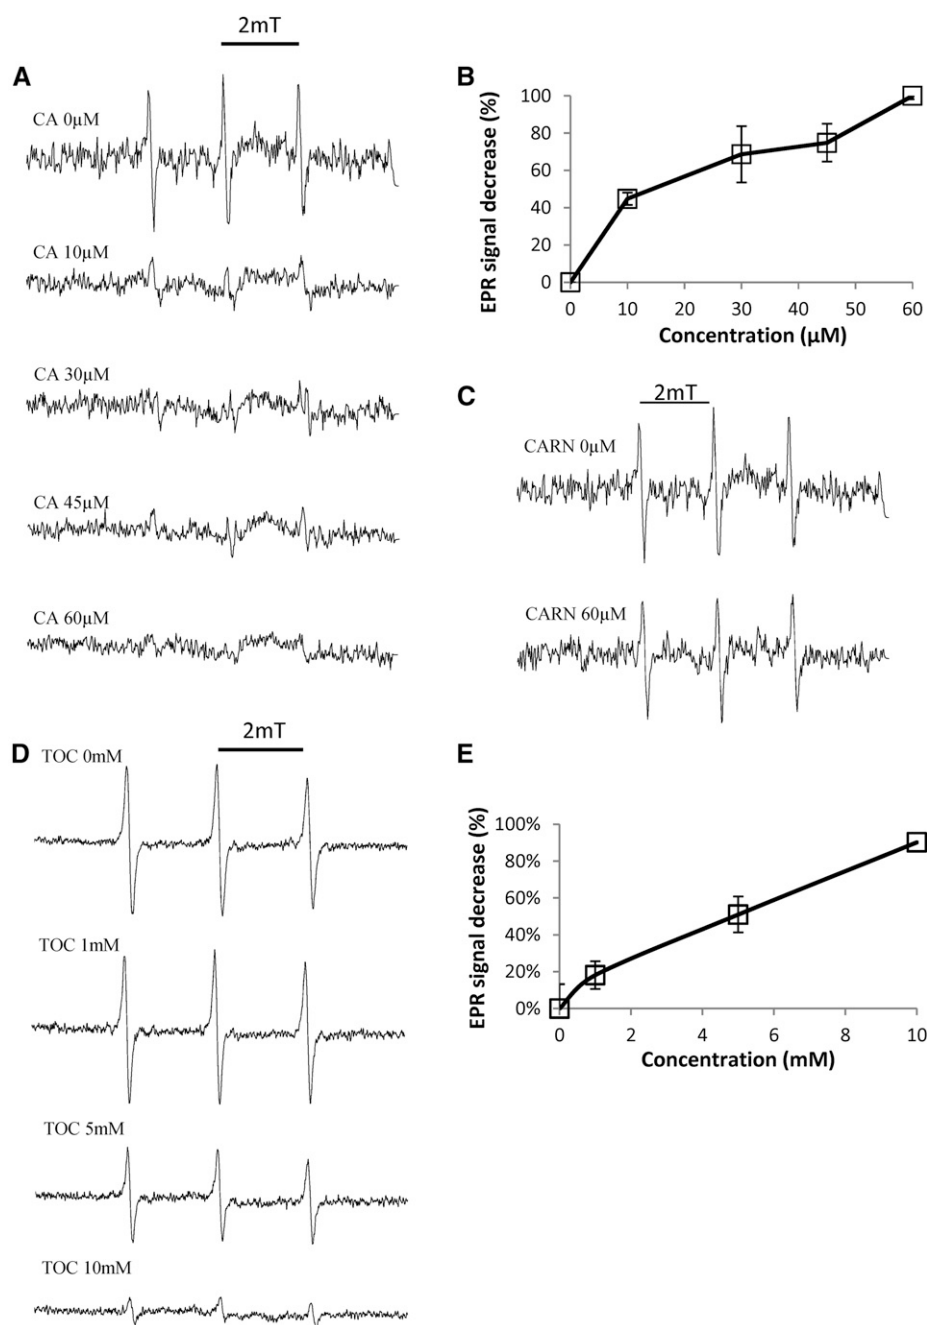 2mT
A
CA 0µM
CA 10µM
CA 30µM
CA 45µM
CA 60µM
B
EPR signal decrease (%)
100
80
60
40
20
0
0 10 20 30 40 50 60
Concentration (µM)
C
2mT
CARN 0µM
CARN 60µM
D
2mT
TOC 0mM
TOC 1mM
TOC 5mM
TOC 10mM
E
EPR signal decrease (%)
100%
80%
60%
40%
20%
0%
0 2 4 6 8 10
Concentration (mM)